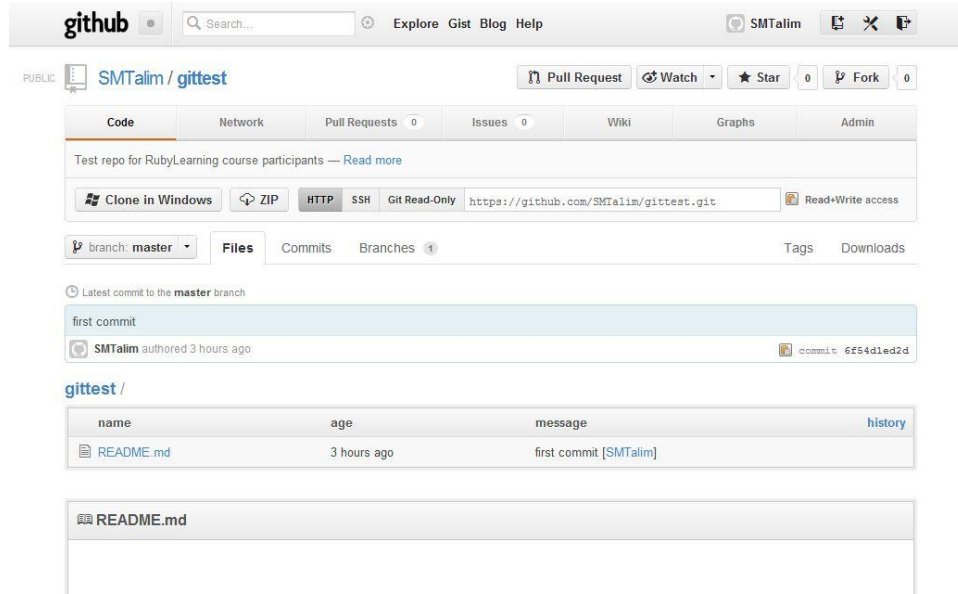 github Search... Explore Gist Blog Help SMTalim
PUBLIC SMTalim / gittest Pull Request Watch Star 0 Fork 0
Code Network Pull Requests 0 Issues 0 Wiki Graphs Admin
Test repo for RubyLearning course participants — Read more
Clone in Windows ZIP HTTP SSH Git Read-Only https://github.com/SMTalim/gittest.git Read+Write access
branch: master Files Commits Branches 1 Tags Downloads
Latest commit to the master branch
first commit
SMTalim authored 3 hours ago commit 6f54d1ed2d
gittest /
name age message history
README.md 3 hours ago first commit [SMTalim]
README.md